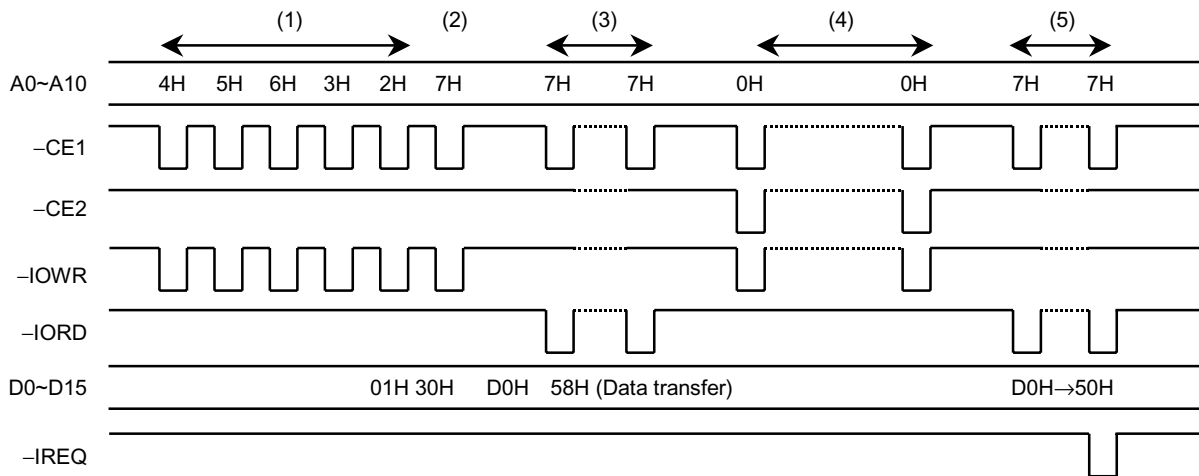 (1) (2) (3) (4) (5)
A0~A10 4H 5H 6H 3H 2H 7H 7H 7H 0H 0H 7H 7H
–CE1
–CE2
–IOWR
–IORD
D0~D15 01H 30H D0H 58H (Data transfer) D0H→50H
–IREQ